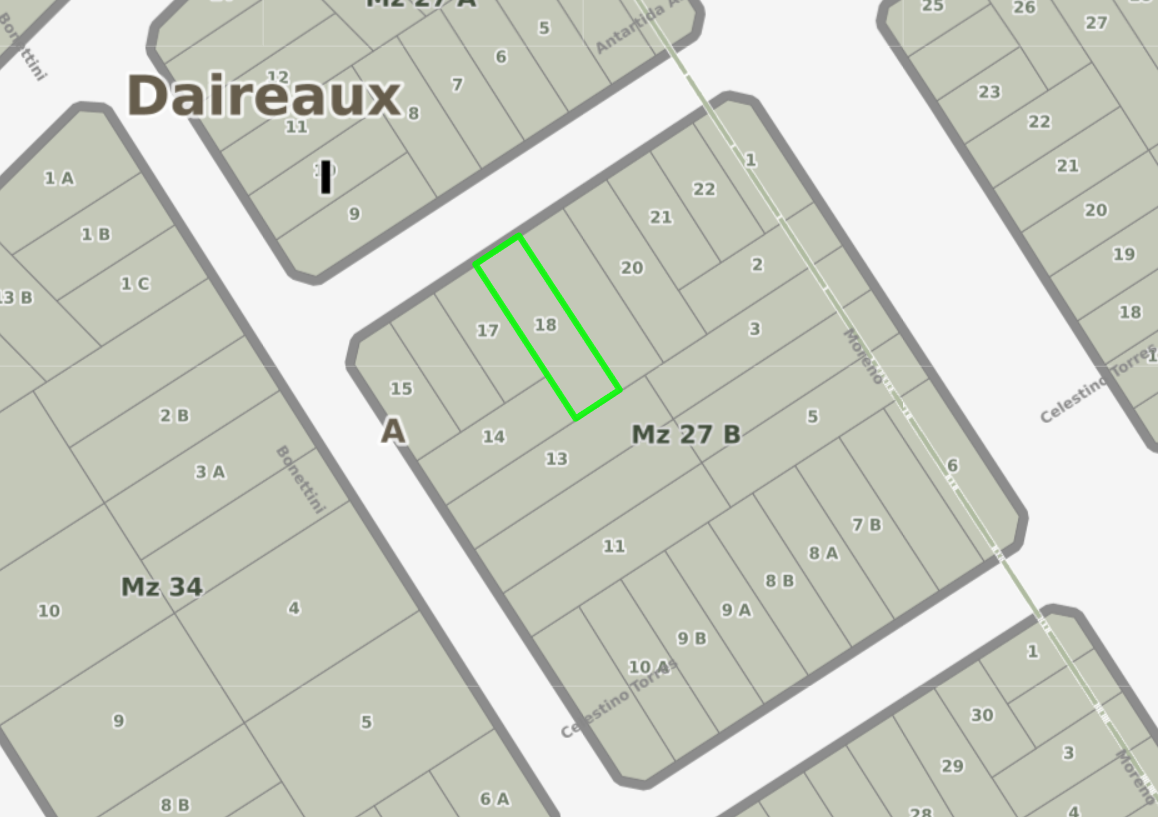 Mz 27 A
25
26
27
5
Antartida A
Bonettini
6
7
12
Daireaux
8
11
23
22
1
21
1 A
9
22
20
21
1 B
19
20
2
1 C
13 B
18
17
18
3
Moreno
Celestino Torres
15
2 B
A
14
Mz 27 B
5
13
3 A
Bonettini
6
7 B
11
8 A
8 B
Mz 34
10
4
9 A
9 B
10 A
Celestino Torres
1
30
9
5
3
29
Moreno
6 A
8 B
28
4